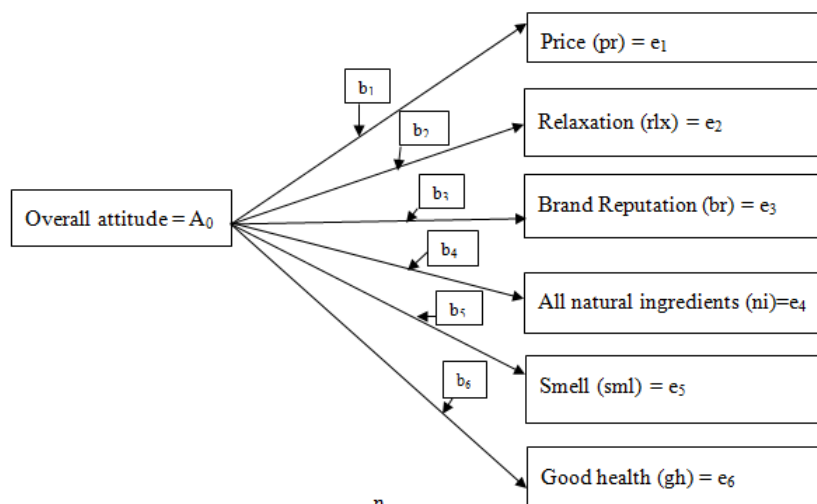 Price (pr) = e₁
b₁
Relaxation (rlx) = e₂
b₂
b₃
Brand Reputation (br) = e₃
Overall attitude = A₀
b₄
All natural ingredients (ni)=e₄
b₅
Smell (sml) = e₅
b₆
Good health (gh) = e₆
n